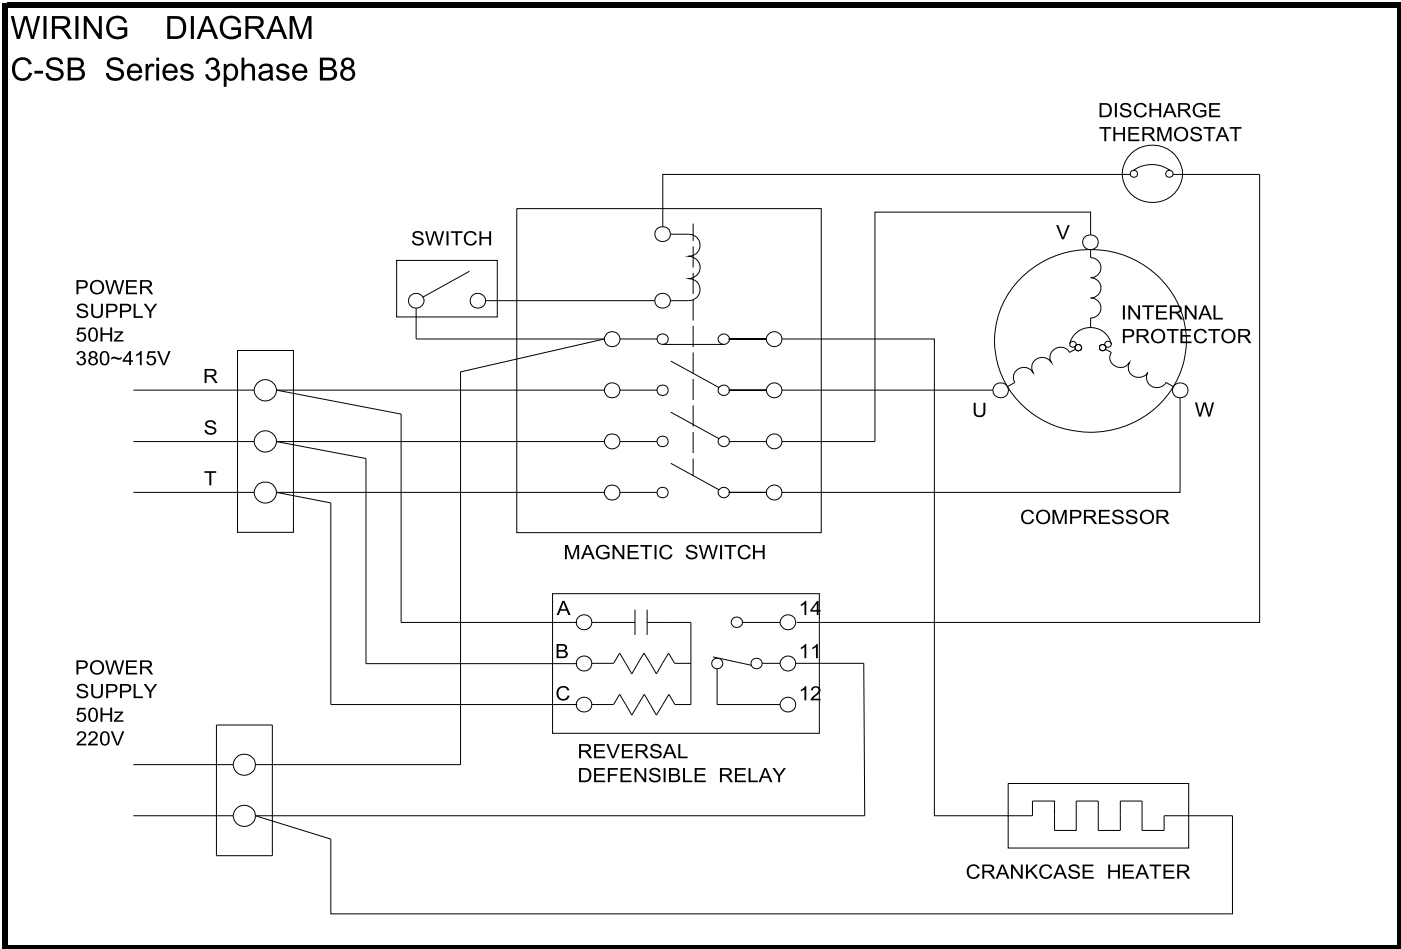 WIRING DIAGRAM
C-SB Series 3phase B8
DISCHARGE
THERMOSTAT
SWITCH
V
POWER
SUPPLY
50Hz
380~415V
INTERNAL
PROTECTOR
R
S
T
U
W
COMPRESSOR
MAGNETIC SWITCH
A
14
B
11
C
12
POWER
SUPPLY
50Hz
220V
REVERSAL
DEFENSIBLE RELAY
CRANKCASE HEATER